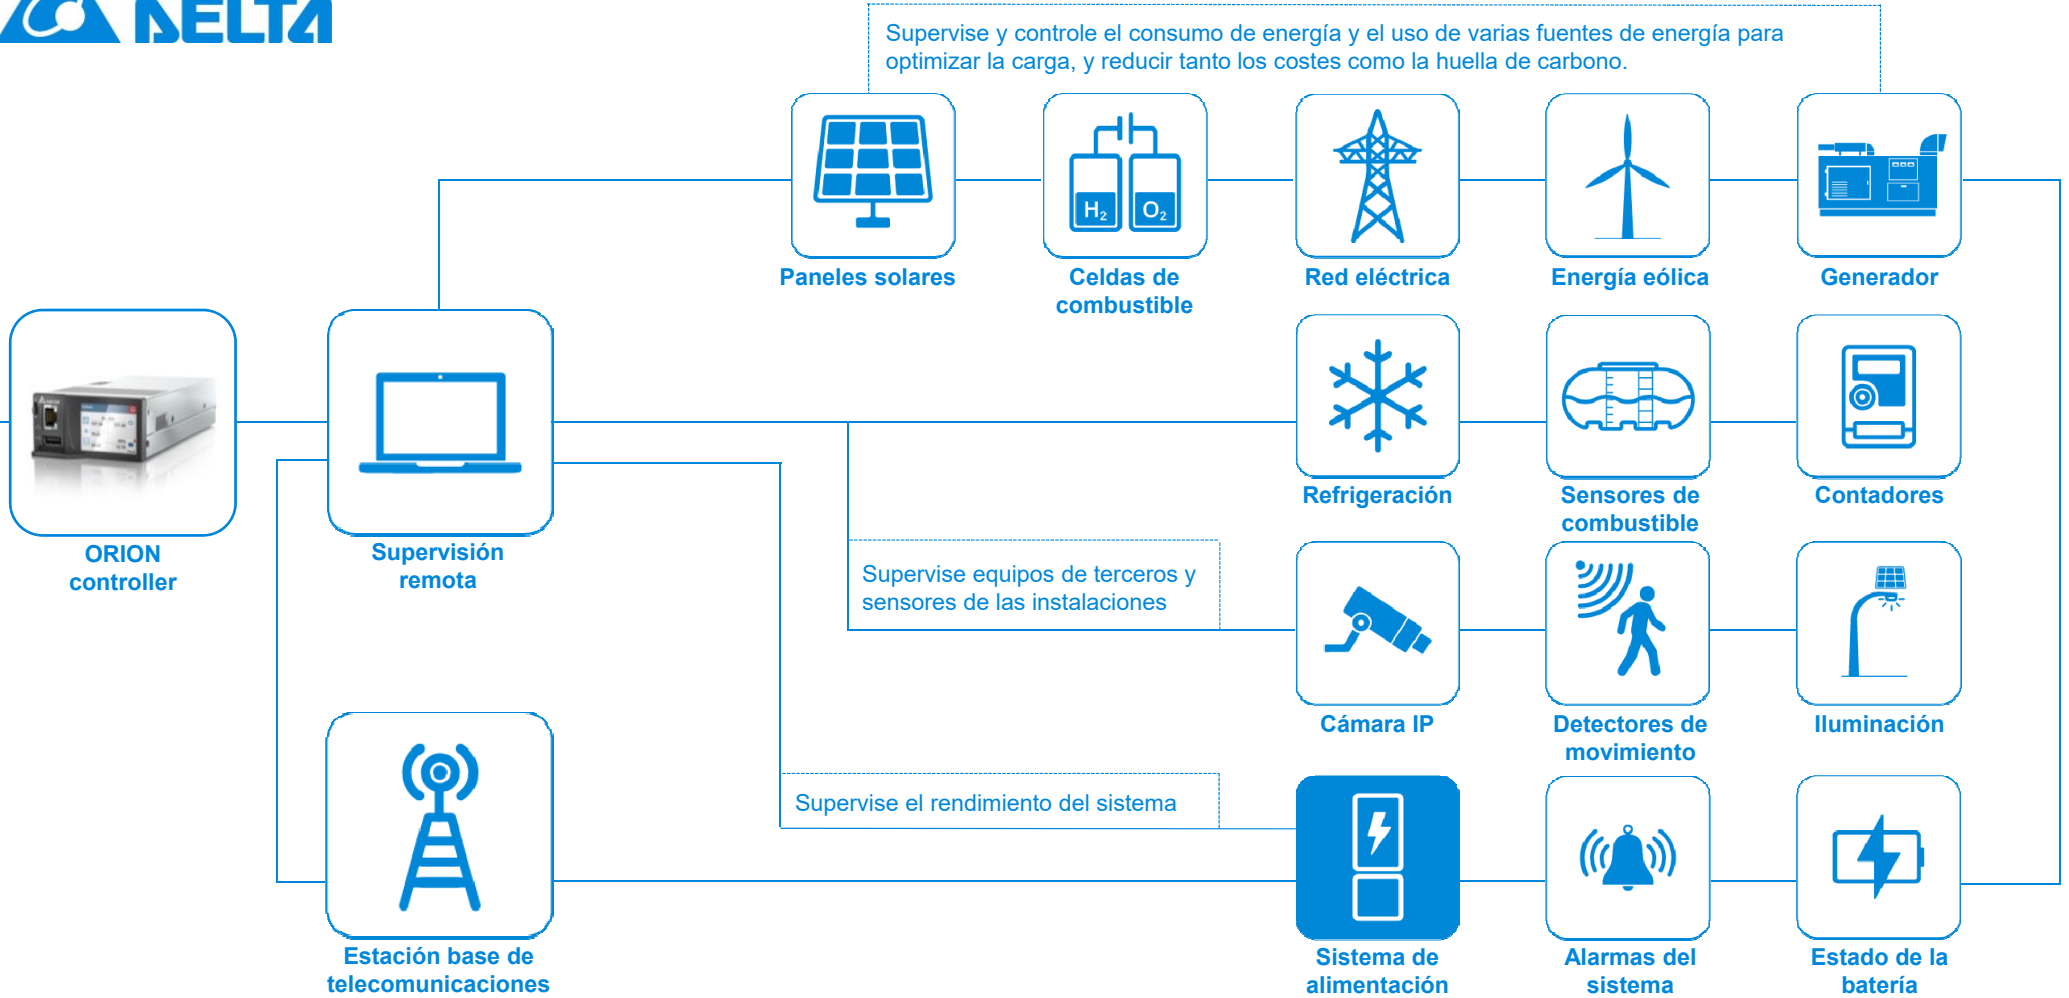 DELTA
Supervise y controle el consumo de energía y el uso de varias fuentes de energía para
optimizar la carga, y reducir tanto los costes como la huella de carbono.
H2
O2
Paneles solares
Celdas de
combustible
Red eléctrica
Energía eólica
Generador
ORION
controller
Supervisión
remota
Refrigeración
Sensores de
combustible
Contadores
Supervise equipos de terceros y
sensores de las instalaciones
Cámara IP
Detectores de
movimiento
Iluminación
Supervise el rendimiento del sistema
Estación base de
telecomunicaciones
Sistema de
alimentación
Alarmas del
sistema
Estado de la
batería